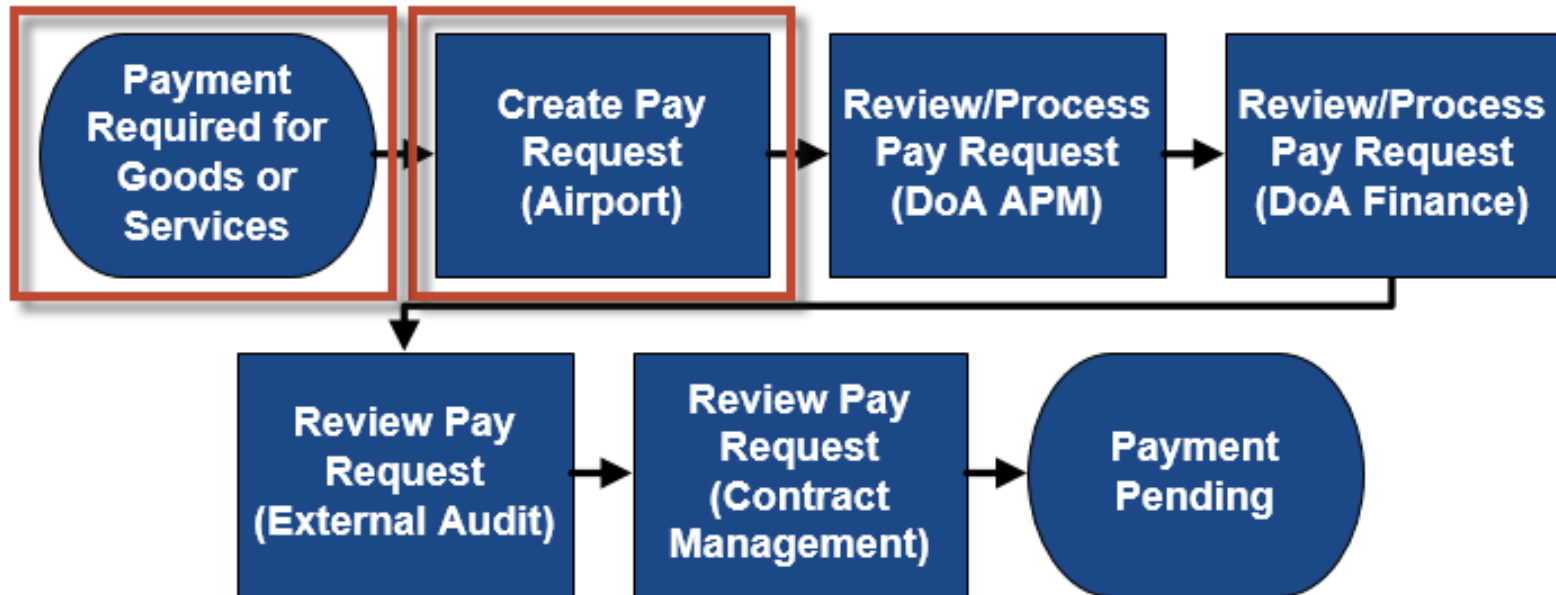 Payment
Required for
Goods or
Services
Create Pay
Request
(Airport)
Review/Process
Pay Request
(DoA APM)
Review/Process
Pay Request
(DoA Finance)
Review Pay
Request
(External Audit)
Review Pay
Request
(Contract
Management)
Payment
Pending